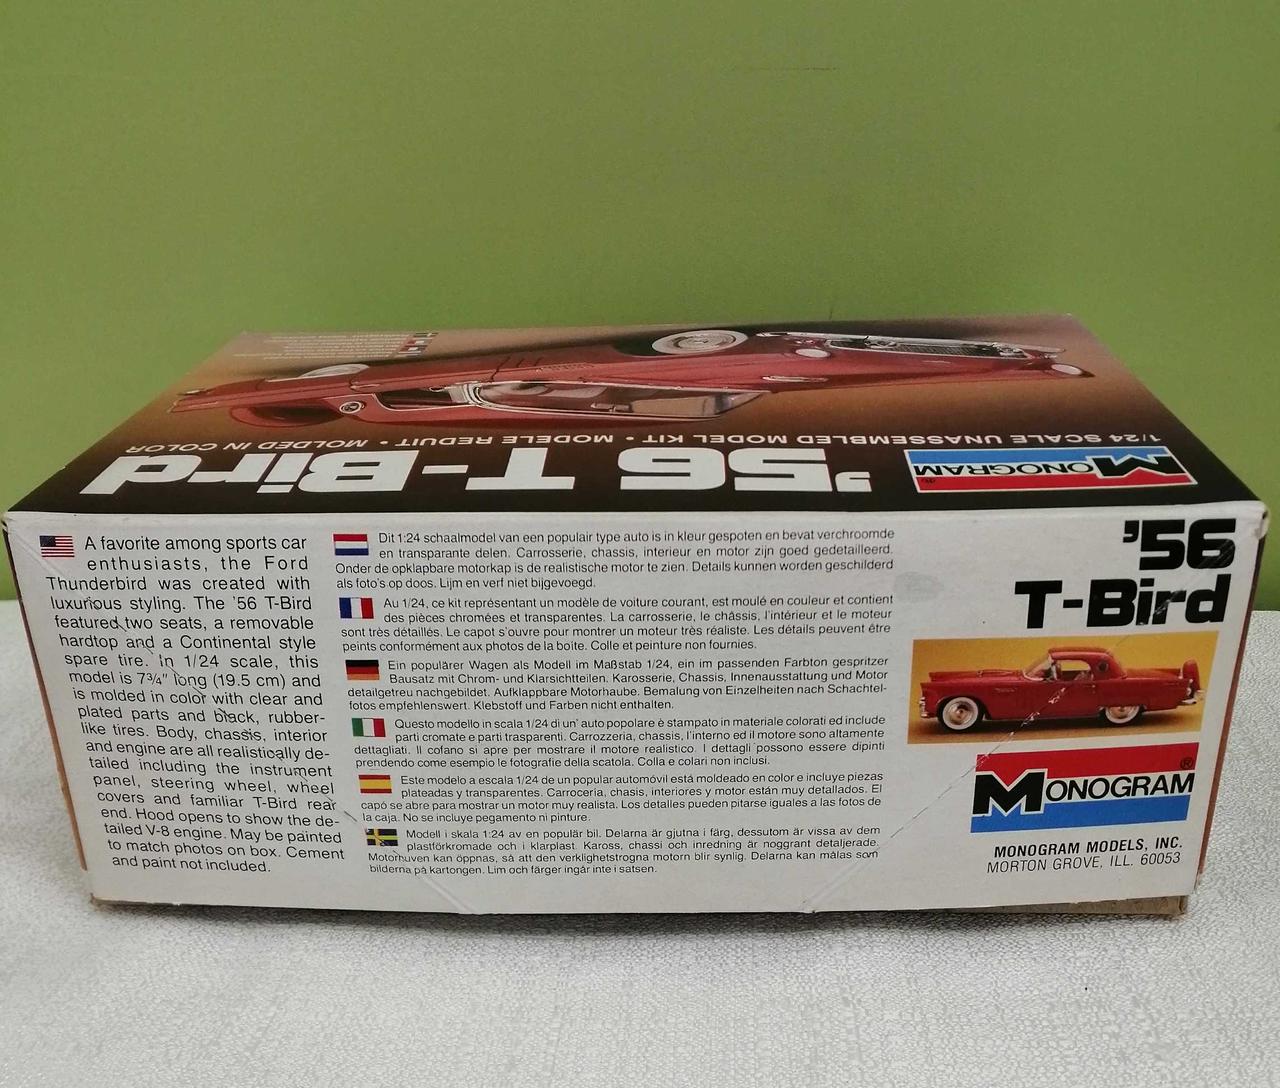 1/24 SCALE UNASSEMBLED MODEL KIT • MODELE REDUIT • MOLDED IN COLOR
'56 T-Bird
MONOGRAM
A favorite among sports car
enthusiasts, the Ford
Thunderbird was created with
luxurious styling. The '56 T-Bird
featured two seats, a removable
hardtop and a Continental style
spare tire. In 1/24 scale, this
model is 7¾" long (19.5 cm) and
is molded in color with clear and
plated parts and black, rubber-
like tires. Body, chassis, interior
and engine are all realistically de-
tailed including the instrument
panel, steering wheel, wheel
covers and familiar T-Bird rear
end. Hood opens to show the de-
tailed V-8 engine. May be painted
to match photos on box. Cement
and paint not included.
Dit 1:24 schaalmodel van een populair type auto is in kleur gespoten en bevat verchroomde
en transparante delen. Carrosserie, chassis, interieur en motor zijn goed gedetailleerd.
Onder de opklapbare motorkap is de realistische motor te zien. Details kunnen worden geschilderd
als foto's op doos. Lijm en verf niet bijgevoegd.
Au 1/24, ce kit représentant un modèle de voiture courant, est moulé en couleur et contient
des pièces chromées et transparentes. La carrosserie, le châssis, l'intérieur et le moteur
sont très détaillés. Le capot s'ouvre pour montrer un moteur très réaliste. Les détails peuvent être
peints conformément aux photos de la boite. Colle et peinture non fournies.
Ein populärer Wagen als Modell im Maßstab 1/24, ein im passenden Farbton gespritzer
Bausatz mit Chrom- und Klarsichtteilen. Karosserie, Chassis, Innenausstattung und Motor
detailgetreu nachgebildet. Aufklappbare Motorhaube. Bemalung von Einzelheiten nach Schachtel-
fotos empfehlenswert. Klebstoff und Farben nicht enthalten.
Questo modello in scala 1/24 di un' auto popolare è stampato in materiale colorati ed include
parti cromate e parti trasparenti. Carrozzeria, chassis, l'interno ed il motore sono altamente
dettagliati. Il cofano si apre per mostrare il motore realistico. I dettagli possono essere dipinti
prendendo come esempio le fotografie della scatola. Colla e colari non inclusi.
Este modelo a escala 1/24 de un popular automóvil está moldeado en color e incluye piezas
plateadas y transparentes. Carroceria, chasis, interiores y motor están muy detallados. El
capó se abre para mostrar un motor muy realista. Los detalles pueden pitarse iguales a las fotos de
la caja. No se incluye pegamento ni pinture.
Modell i skala 1:24 av en populär bil. Delarna är gjutna i färg, dessutom är vissa av dem
plastförkromade och i klarplast. Kaross, chassi och inredning är noggrant detaljerade.
Motorhuven kan öppnas, så att den verklighetstrogna motorn blir synlig. Delarna kan målas som
bilderna på kartongen. Lim och färger ingår inte i satsen.
'56
T-Bird
MONOGRAM®
MONOGRAM MODELS, INC.
MORTON GROVE, ILL. 60053